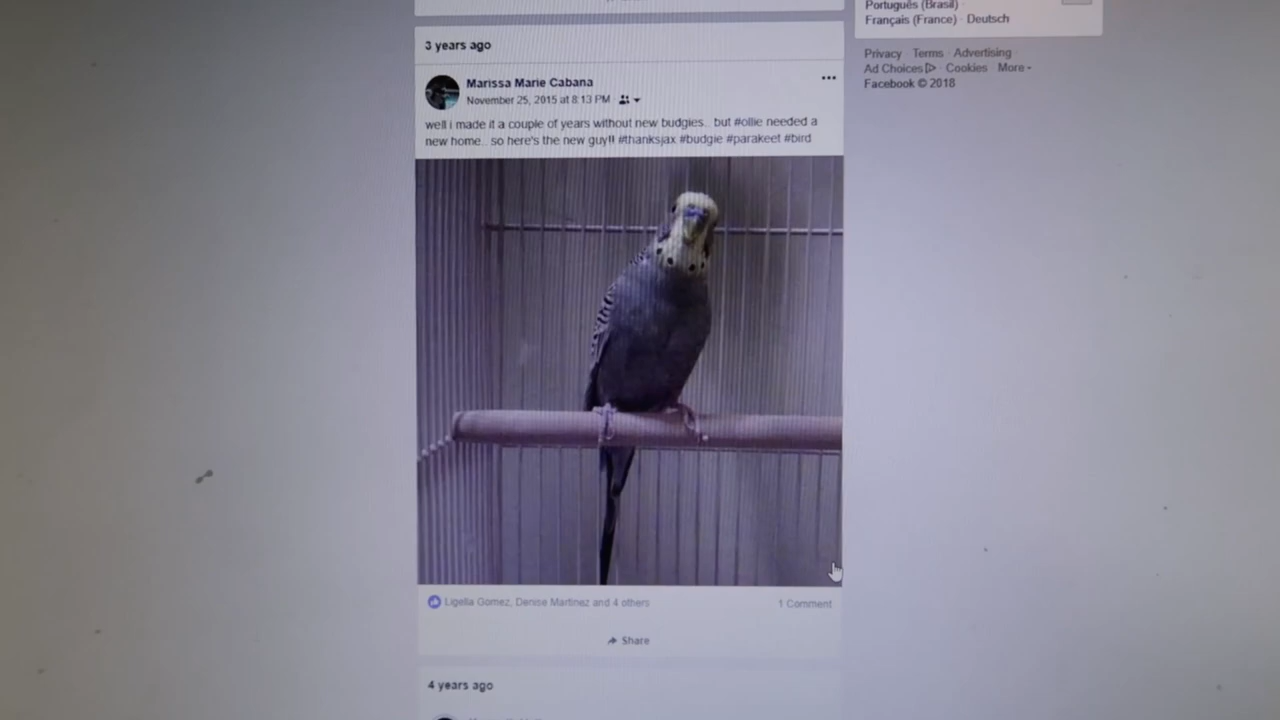 Português (Brasil)
Français (France) · Deutsch
Privacy · Terms · Advertising ·
Ad Choices · Cookies · More
Facebook © 2018
3 years ago
Marissa Marie Cabana
November 25, 2015 at 8:13 PM
well i made it a couple of years without new budgies.. but #ollie needed a
new home.. so here's the new guy!! #thanksjax #budgie #parakeet #bird
Ligella Gomez, Denise Martinez and 4 others
1 Comment
Share
4 years ago